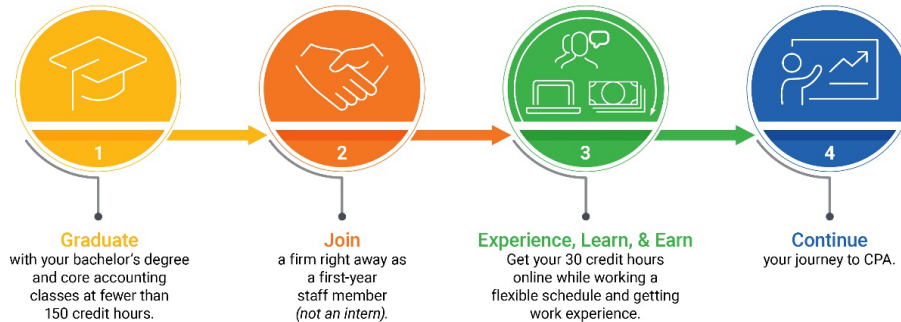 1
Graduate
with your bachelor's degree
and core accounting
classes at fewer than
150 credit hours.
2
Join
a firm right away as
a first-year
staff member
(not an intern).
3
Experience, Learn, & Earn
Get your 30 credit hours
online while working a
flexible schedule and getting
work experience.
4
Continue
your journey to CPA.